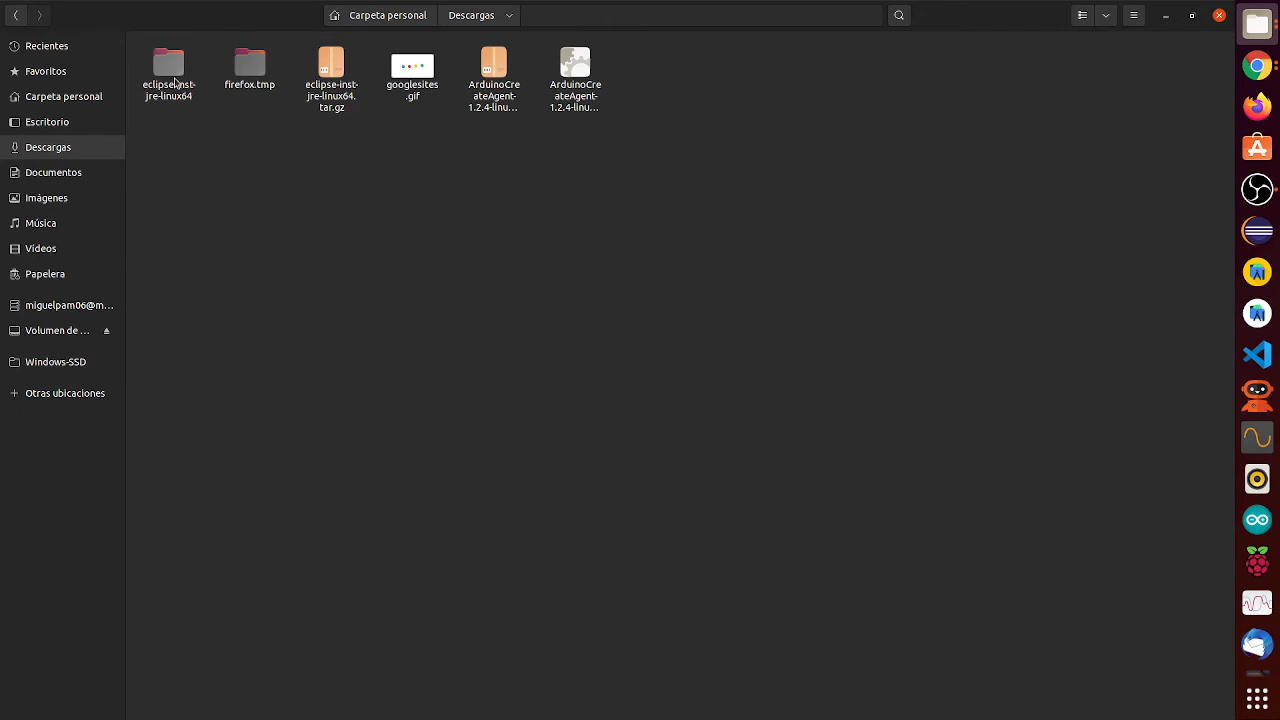 Carpeta personal
Descargas
Recientes
Favoritos
Carpeta personal
Escritorio
Descargas
Documentos
Imágenes
Música
Vídeos
Papelera
miguelpam06@m...
Volumen de ...
Windows-SSD
Otras ubicaciones
eclipse-inst-
jre-linux64
firefox.tmp
eclipse-inst-
jre-linux64.
tar.gz
googlesites
.gif
ArduinoCre
ateAgent-
1.2.4-linu...
ArduinoCre
ateAgent-
1.2.4-linu...